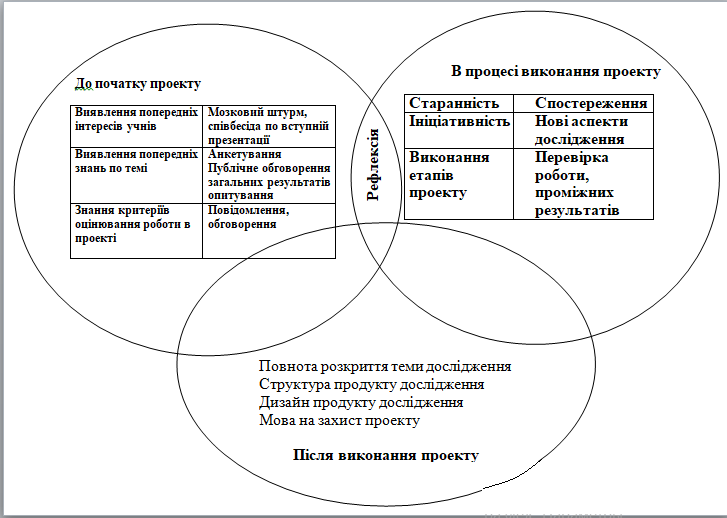 До початку проекту
Виявлення попередніх
інтересів учнів
Мозковий штурм,
співбесіда по вступній
презентації
Виявлення попередніх
знань по темі
Анкетування
Публічне обговорення
загальних результатів
опитування
Знання критеріїв
оцінювання роботи в
проекті
Повідомлення,
обговорення
Рефлексія
В процесі виконання проекту
Старанність
Спостереження
Ініціативність
Нові аспекти
дослідження
Виконання
етапів
проекту
Перевірка
роботи,
проміжних
результатів
Повнота розкриття теми дослідження
Структура продукту дослідження
Дизайн продукту дослідження
Мова на захист проекту
Після виконання проекту